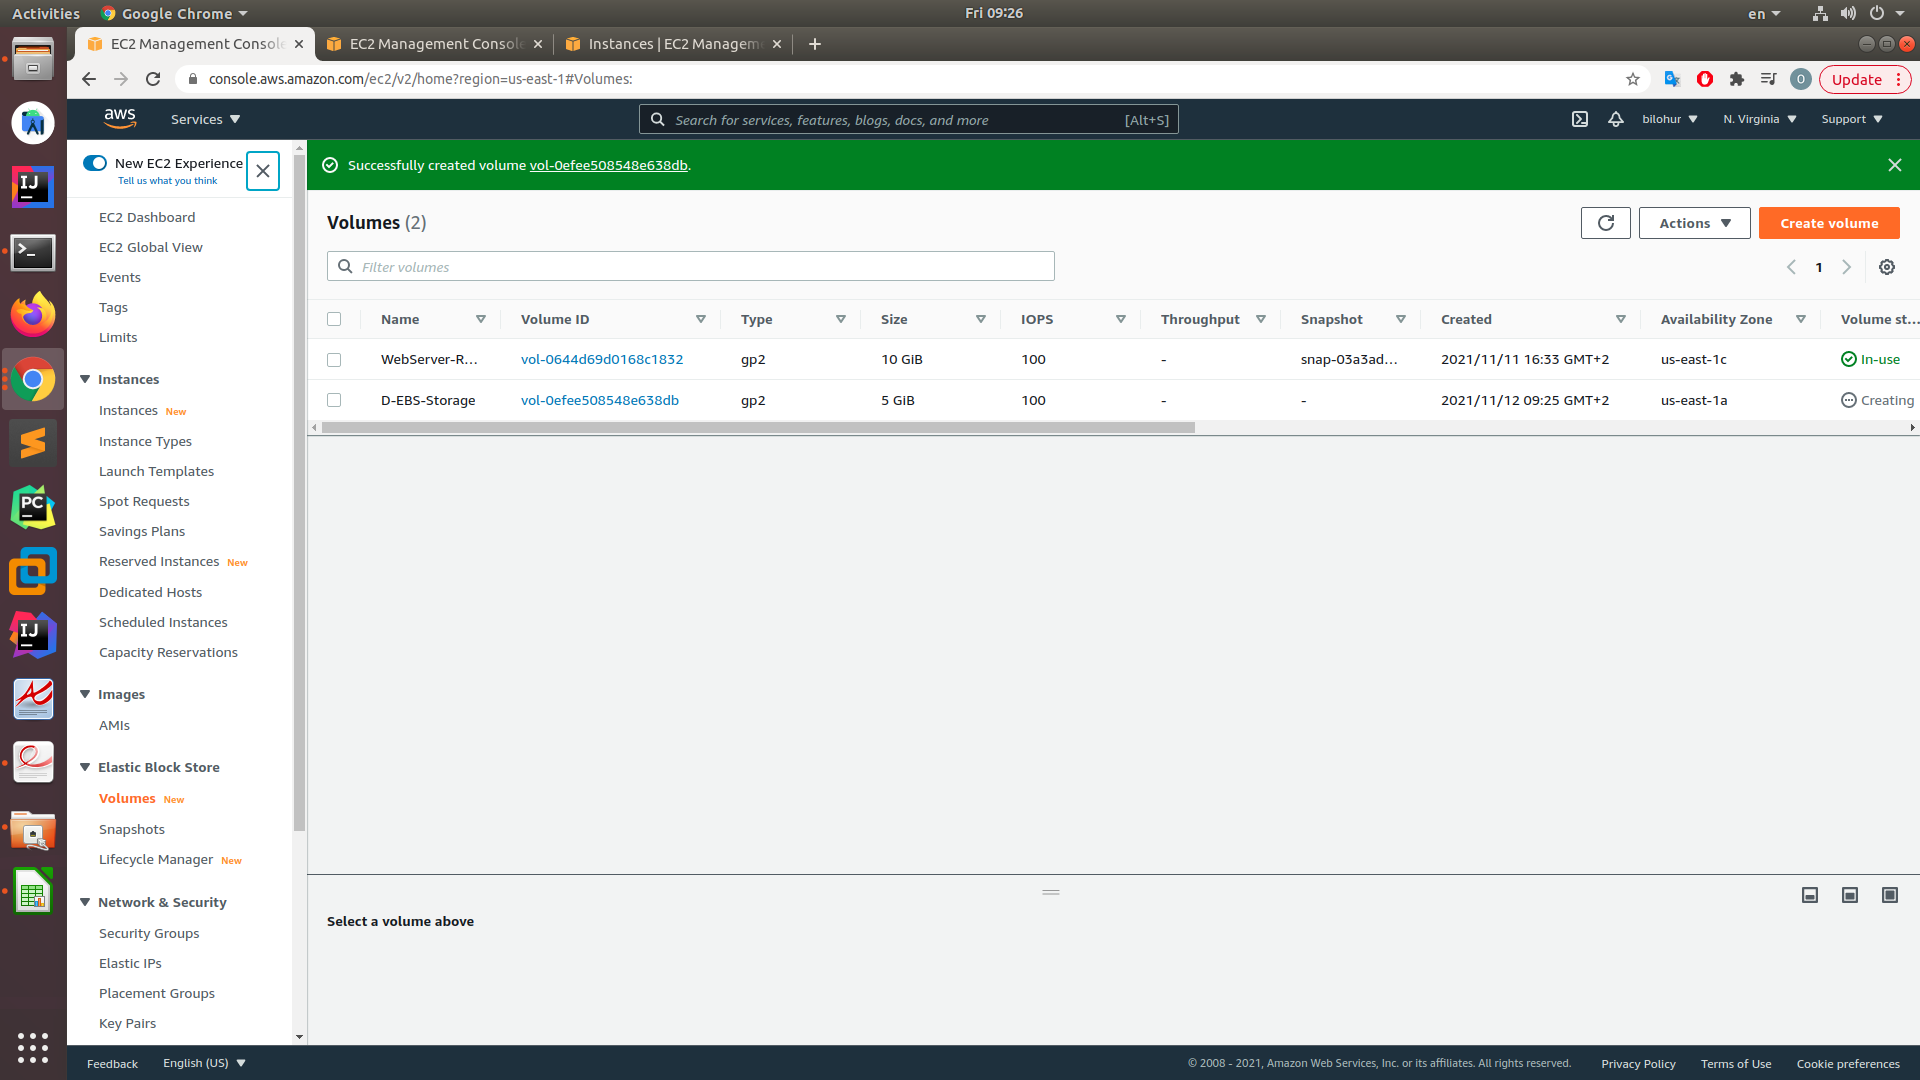 Activities
Google Chrome
Fri 09:26
en
EC2 Management Console
EC2 Management Console
Instances | EC2 Managem
console.aws.amazon.com/ec2/v2/home?region=us-east-1#Volumes:
O
Update
aws
Services
Search for services, features, blogs, docs, and more
[Alt+S]
bilohur
N. Virginia
Support
New EC2 Experience
Tell us what you think
EC2 Dashboard
EC2 Global View
Events
Tags
Limits
Instances
Instances New
Instance Types
Launch Templates
Spot Requests
Savings Plans
Reserved Instances New
Dedicated Hosts
Scheduled Instances
Capacity Reservations
Images
AMIs
Elastic Block Store
Volumes New
Snapshots
Lifecycle Manager New
Network & Security
Security Groups
Elastic IPs
Placement Groups
Key Pairs
Successfully created volume vol-0efee508548e638db.
Volumes (2)
Actions
Create volume
Filter volumes
1
Name Volume ID Type Size IOPS Throughput Snapshot Created Availability Zone Volume st...
WebServer-R... vol-0644d69d0168c1832 gp2 10 GiB 100 - snap-03a3ad... 2021/11/11 16:33 GMT+2 us-east-1c In-use
D-EBS-Storage vol-0efee508548e638db gp2 5 GiB 100 - - 2021/11/12 09:25 GMT+2 us-east-1a Creating
Select a volume above
Feedback
English (US)
© 2008 - 2021, Amazon Web Services, Inc. or its affiliates. All rights reserved.
Privacy Policy
Terms of Use
Cookie preferences